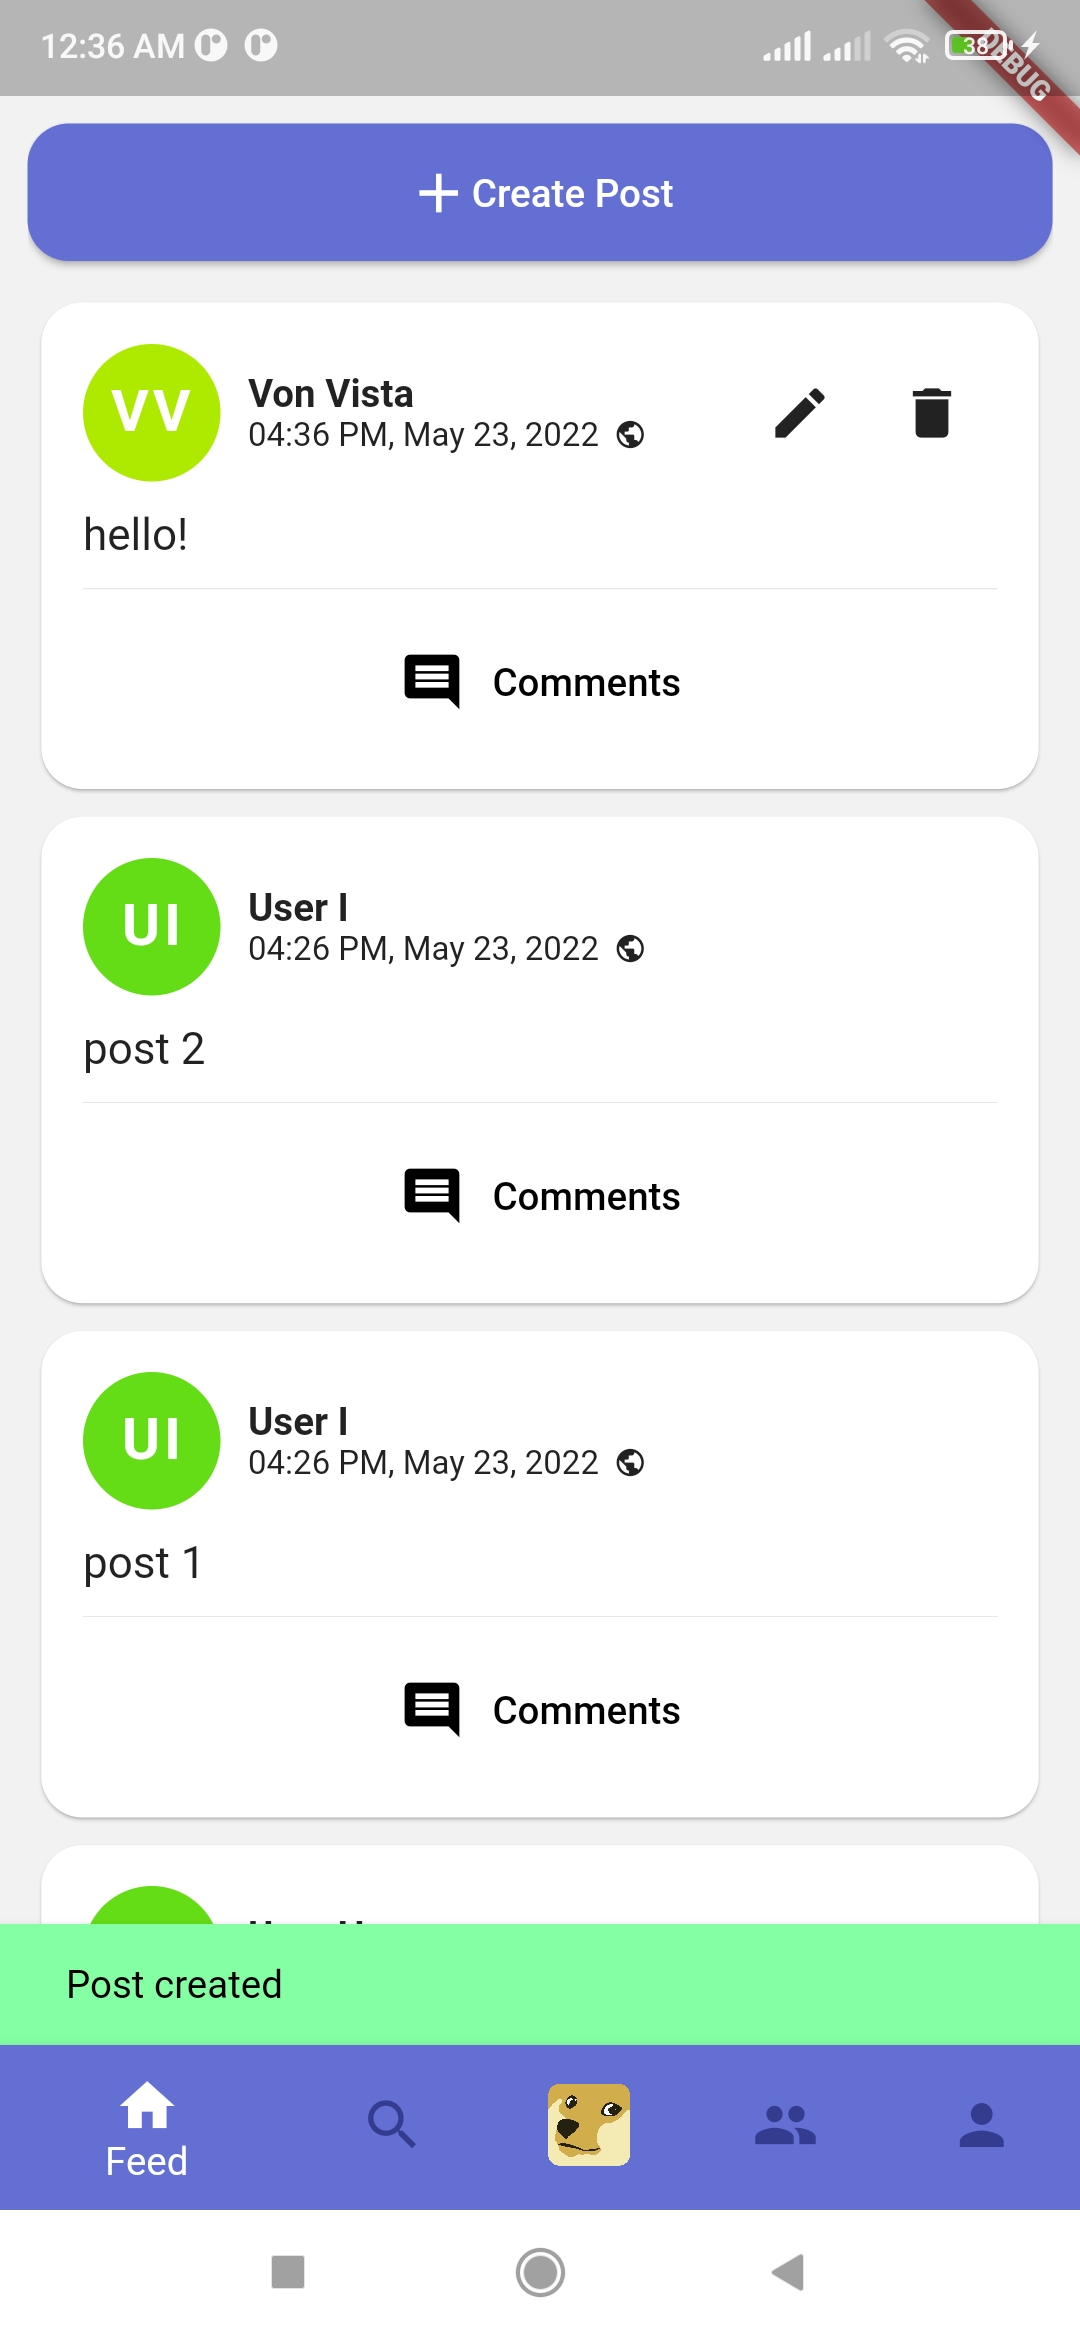 12:36 AM
38
DEBUG
Create Post
VV
Von Vista
04:36 PM, May 23, 2022
hello!
Comments
UI
User I
04:26 PM, May 23, 2022
post 2
Comments
UI
User I
04:26 PM, May 23, 2022
post 1
Comments
Post created
Feed